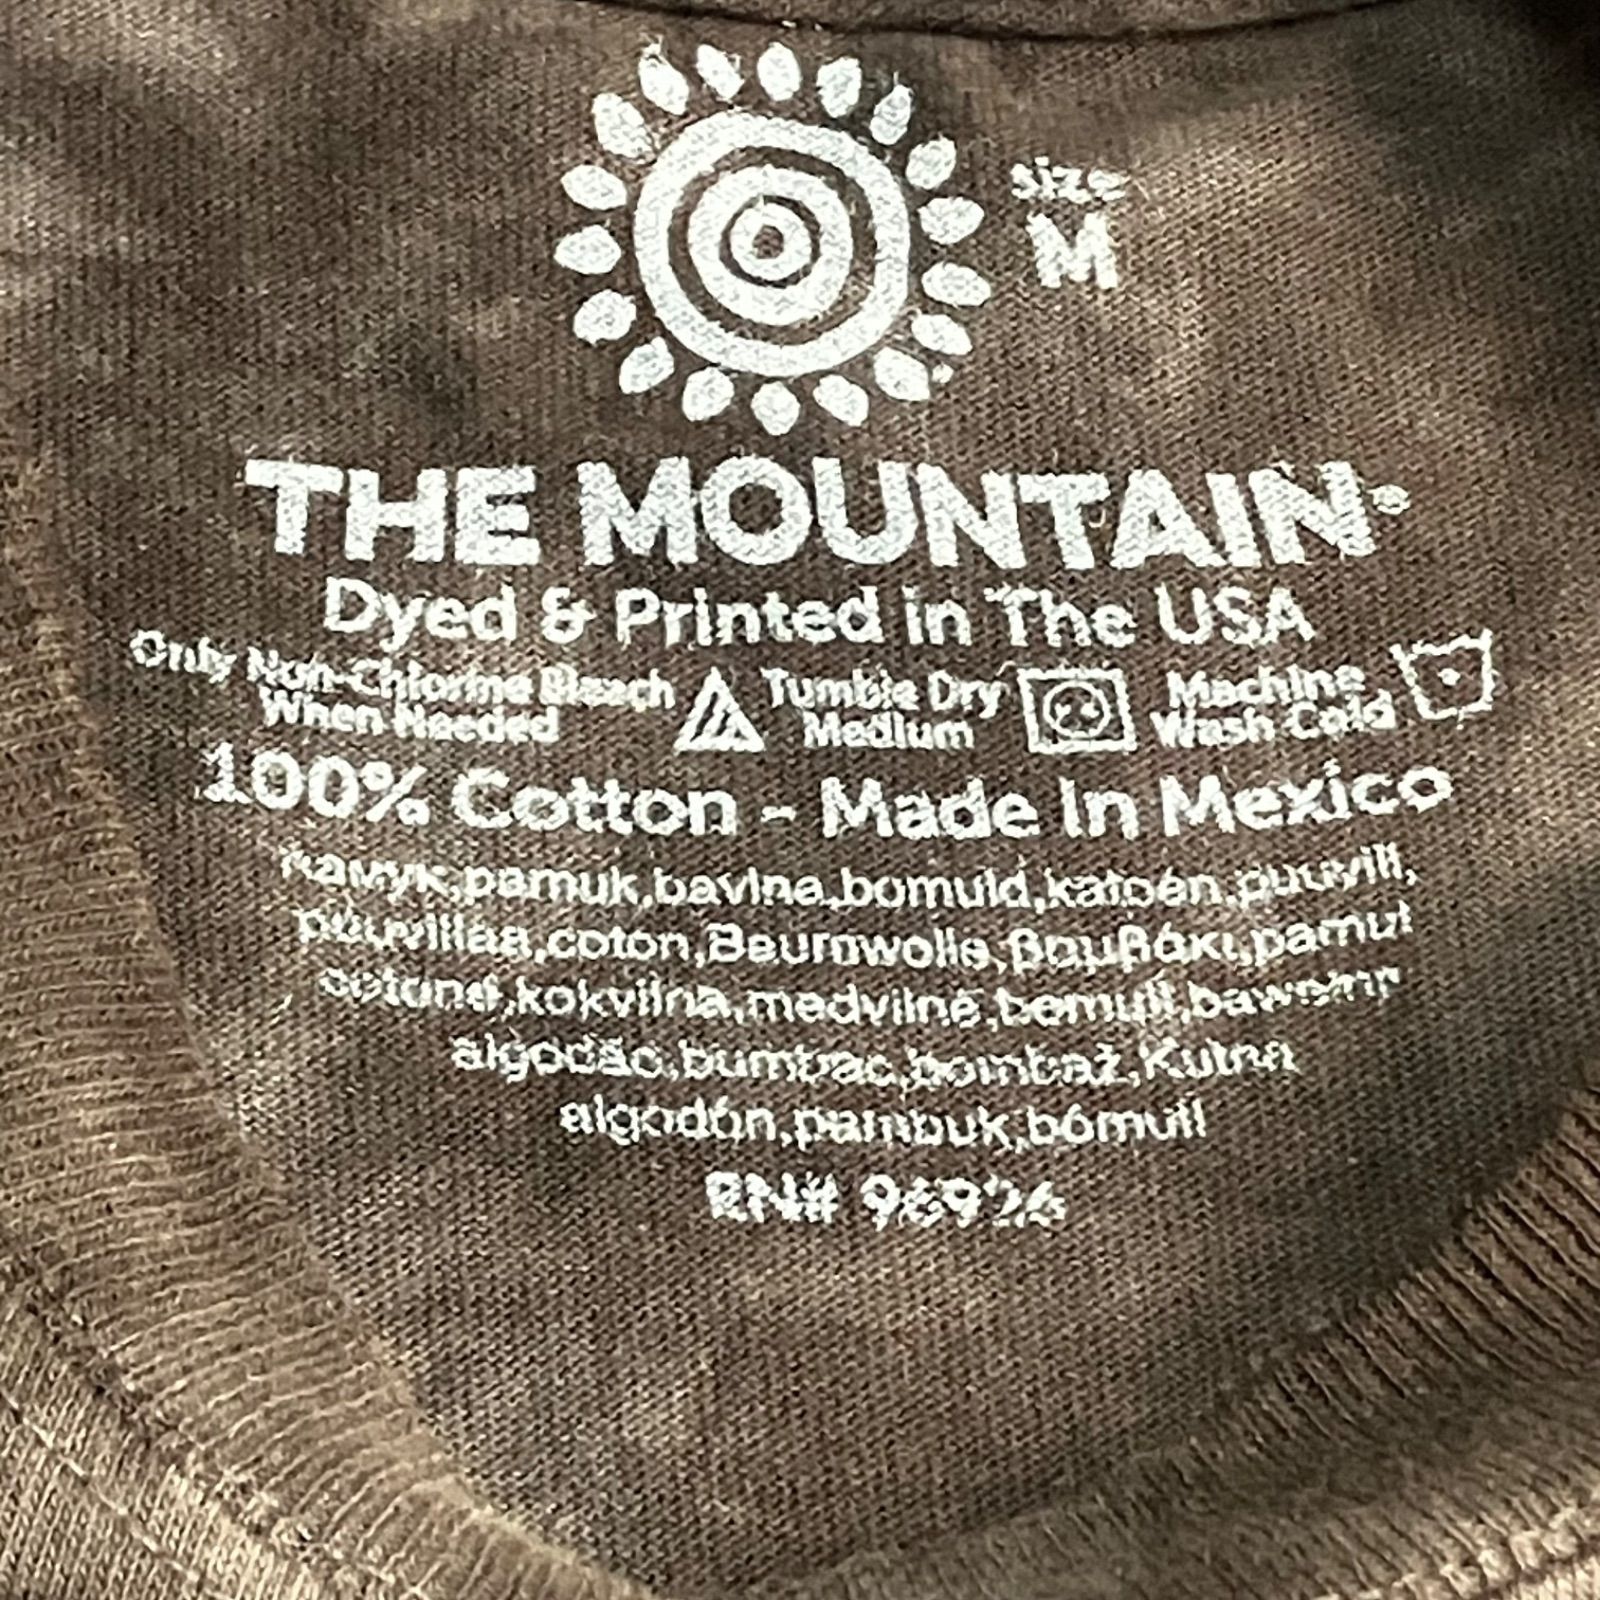 size
M
THE MOUNTAIN®
Dyed & Printed in The USA
Only Non-Chlorine Bleach
When Needed
Tumble Dry
Medium
Machine
Wash Cold
100% Cotton - Made In Mexico
памук,pamuk,bavlna,bomuld,katoen,puuvill,
puuvillaa,coton,Baumwolle,βαμβάκι,pamut
cotone,kokvilna,medvilnė,bomull,bawełny
algodão,bumbac,bombaž,Kutna
algodón,pambuk,bómull
RN# 96926